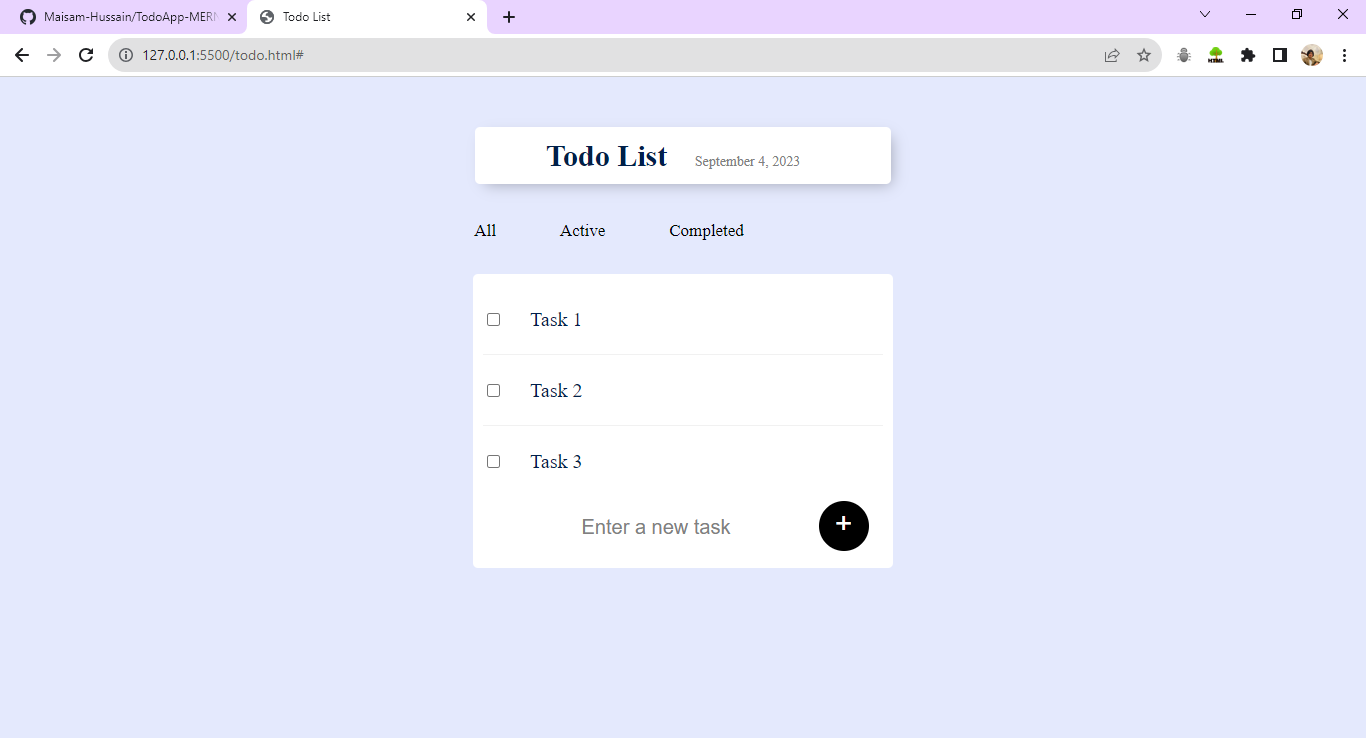 Maisam-Hussain/TodoApp-MERN
Todo List
127.0.0.1:5500/todo.html#
HTML
Todo List September 4, 2023
All Active Completed
Task 1
Task 2
Task 3
Enter a new task +